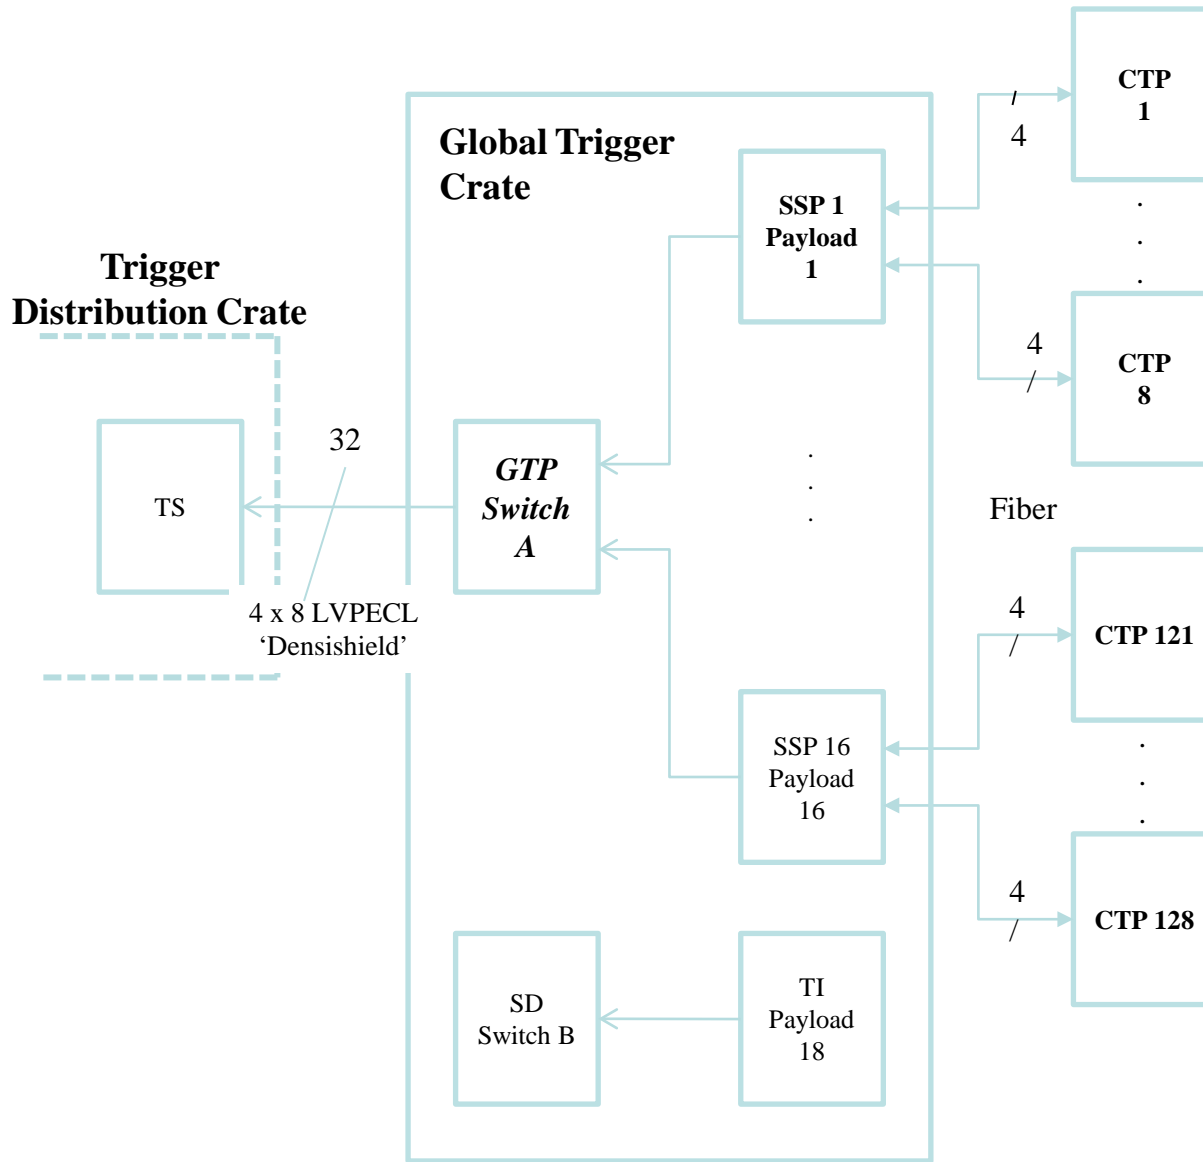 Global Trigger
Crate
Trigger
Distribution Crate
TS
32
4 x 8 LVPECL
‘Densishield’
GTP
Switch
A
SSP 1
Payload
1
.
.
.
SSP 16
Payload
16
SD
Switch B
TI
Payload
18
4
CTP
1
.
.
.
4
CTP
8
Fiber
4
CTP 121
.
.
.
4
CTP 128